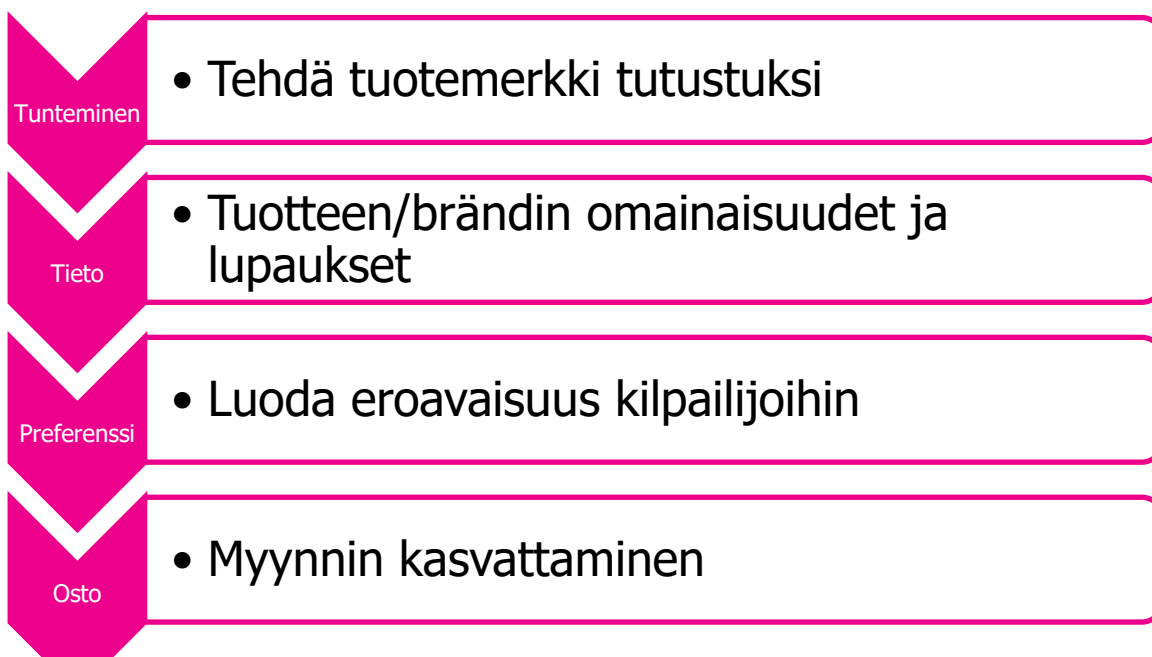 Tunteminen
• Tehdä tuotemerkki tutustuksi
Tieto
• Tuotteen/brändin omainaisuudet ja
lupaukset
Preferenssi
• Luoda eroavaisuus kilpailijoihin
Osto
• Myynnin kasvattaminen